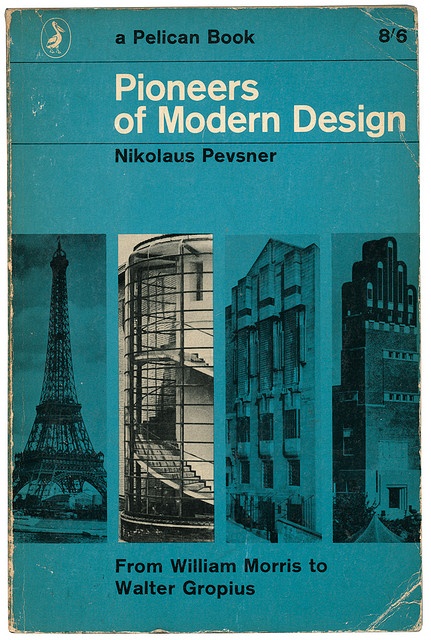 a Pelican Book
8/6
Pioneers
of Modern Design
Nikolaus Pevsner
From William Morris to
Walter Gropius